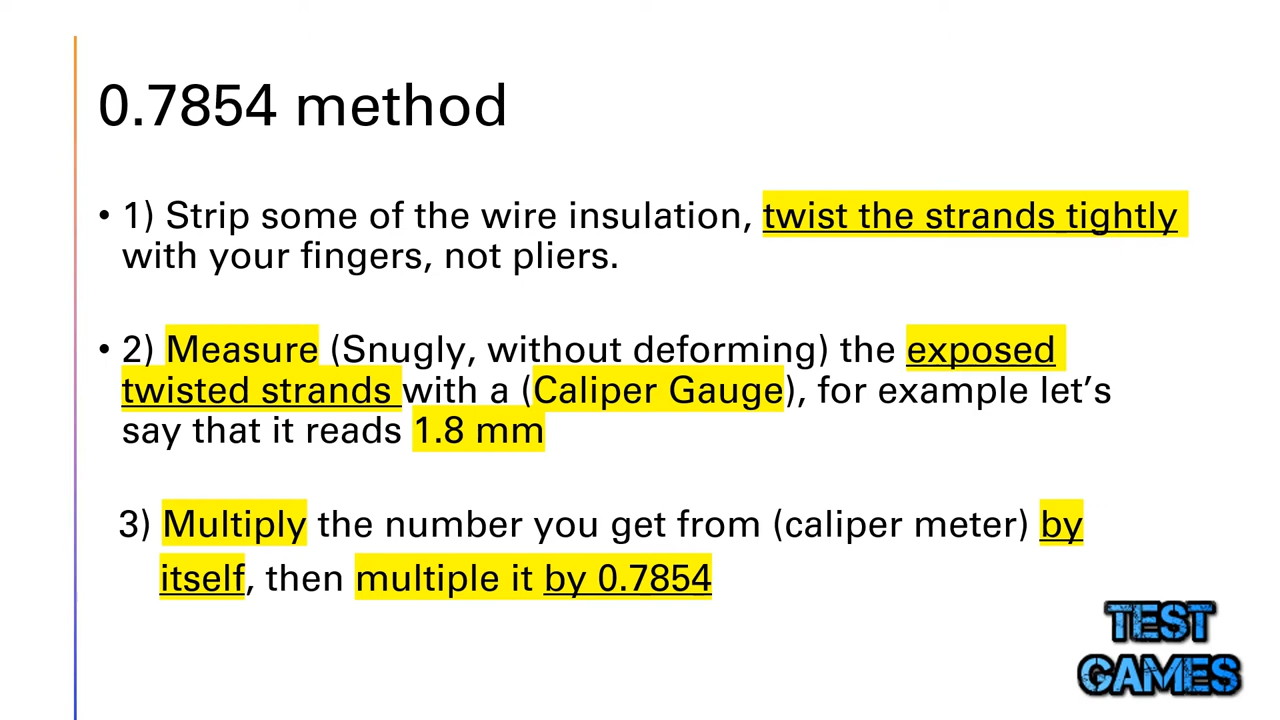 0.7854 method
• 1) Strip some of the wire insulation, twist the strands tightly
with your fingers, not pliers.
• 2) Measure (Snugly, without deforming) the exposed
twisted strands with a (Caliper Gauge), for example let’s
say that it reads 1.8 mm
3) Multiply the number you get from (caliper meter) by
itself, then multiple it by 0.7854
TEST
GAMES